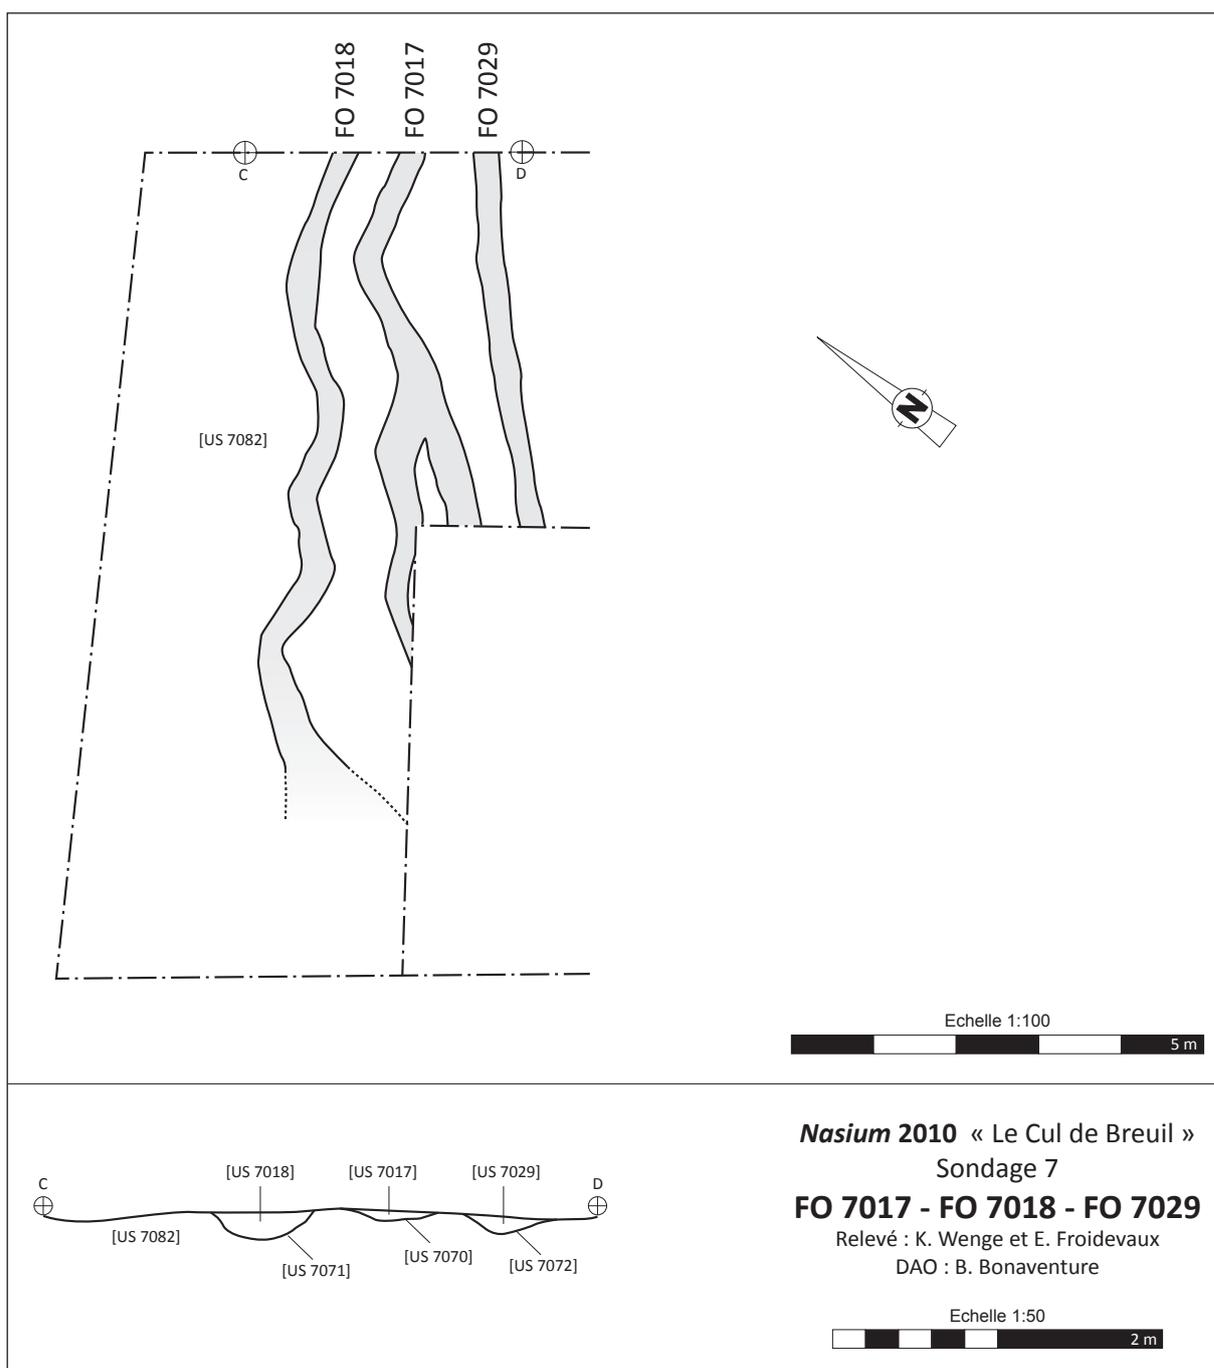 FO 7018
FO 7017
FO 7029
C
D
[US 7082]
N
Echelle 1:100
5 m
C
[US 7018]
[US 7017]
[US 7029]
D
[US 7082]
[US 7071]
[US 7070]
[US 7072]
Nasium 2010 « Le Cul de Breuil »
Sondage 7
FO 7017 - FO 7018 - FO 7029
Relevé : K. Wenge et E. Froidevaux
DAO : B. Bonaventure
Echelle 1:50
2 m